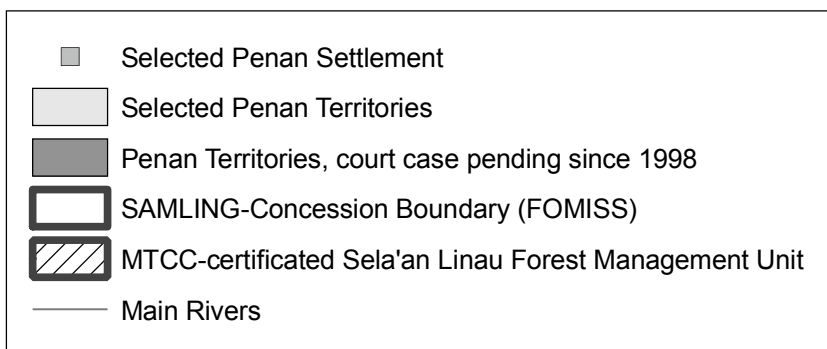 Selected Penan Settlement
Selected Penan Territories
Penan Territories, court case pending since 1998
SAMLING-Concession Boundary (FOMISS)
MTCC-certificated Sela'an Linau Forest Management Unit
Main Rivers